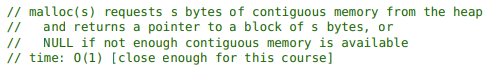 // malloc(s) requests s bytes of contiguous memory from the heap
//   and returns a pointer to a block of s bytes, or
//   NULL if not enough contiguous memory is available
// time: O(1) [close enough for this course]